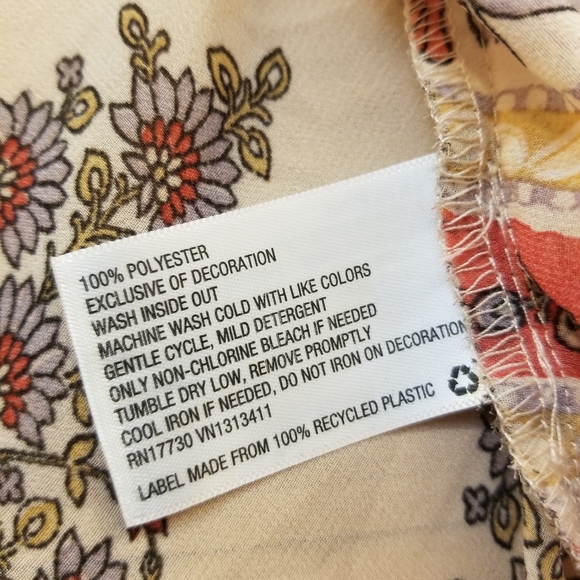 100% POLYESTER
EXCLUSIVE OF DECORATION
WASH INSIDE OUT
MACHINE WASH COLD WITH LIKE COLORS
GENTLE CYCLE, MILD DETERGENT
ONLY NON-CHLORINE BLEACH IF NEEDED
TUMBLE DRY LOW, REMOVE PROMPTLY
COOL IRON IF NEEDED, DO NOT IRON ON DECORATION
RN17730 VN1313411
LABEL MADE FROM 100% RECYCLED PLASTIC